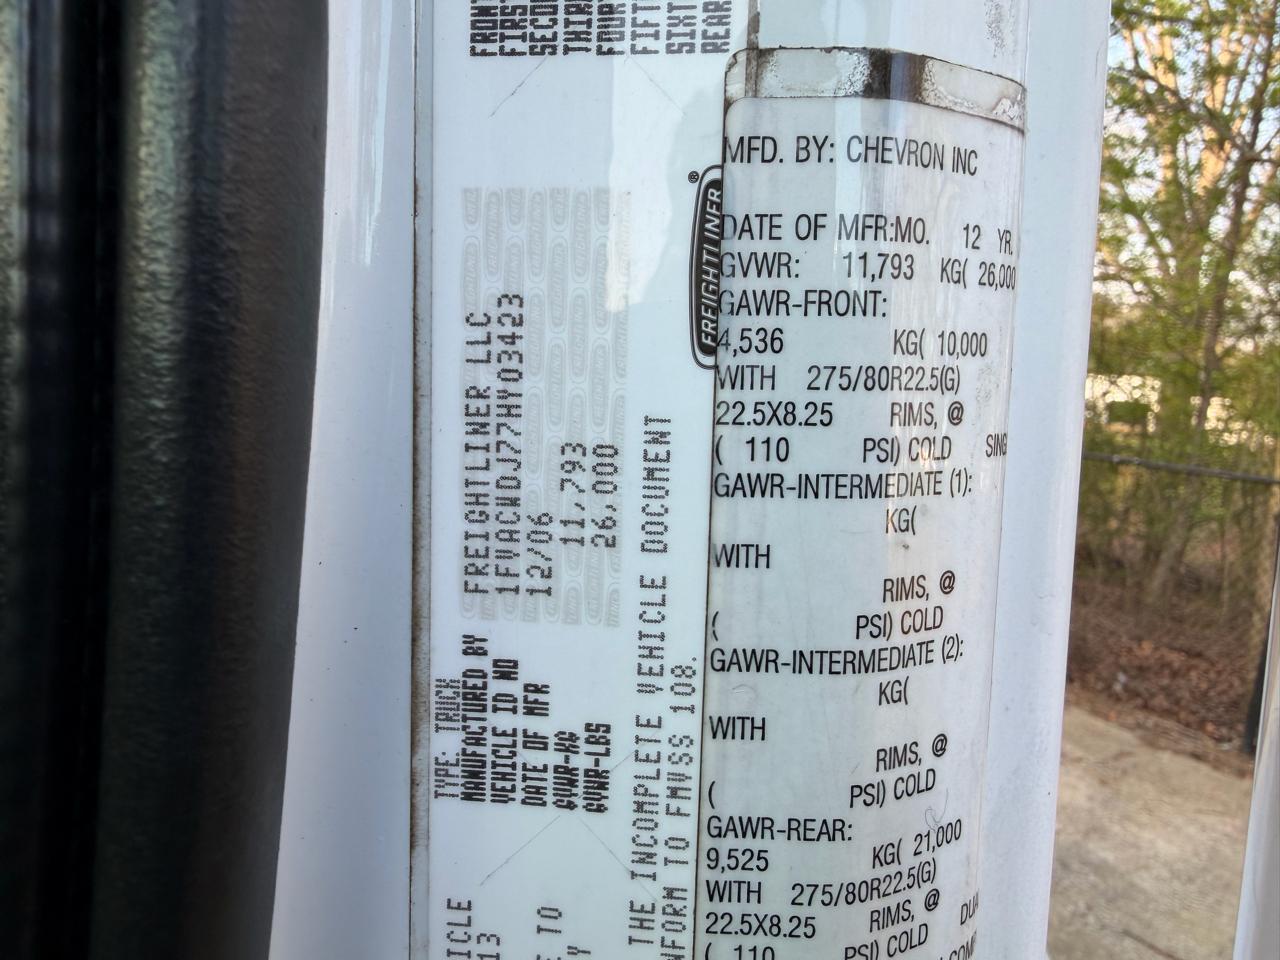 FRONT
FIRST
SECON
THIRD
FOURT
FIFT
SIXT
REAR
TYPE: TRUCK
MANUFACTURED BY FREIGHTLINER LLC
VEHICLE ID NO 1FVACWDJ77HY03423
DATE OF MFR 12/06
GVWR-KG 11,793
GVWR-LBS 26,000
THE INCOMPLETE VEHICLE DOCUMENT
NFORM TO FMVSS 108.
ICLE
13
E TO
Y
FREIGHTLINER®
MFD. BY: CHEVRON INC
DATE OF MFR:MO. 12 YR.
GVWR: 11,793 KG( 26,000
GAWR-FRONT:
4,536 KG( 10,000
WITH 275/80R22.5(G)
22.5X8.25 RIMS, @
( 110 PSI) COLD SING
GAWR-INTERMEDIATE (1):
KG(
WITH
RIMS, @
( PSI) COLD
GAWR-INTERMEDIATE (2):
KG(
WITH
RIMS, @
( PSI) COLD
GAWR-REAR:
9,525 KG( 21,000
WITH 275/80R22.5(G)
22.5X8.25 RIMS, @
( 110 PSI) COLD DUA